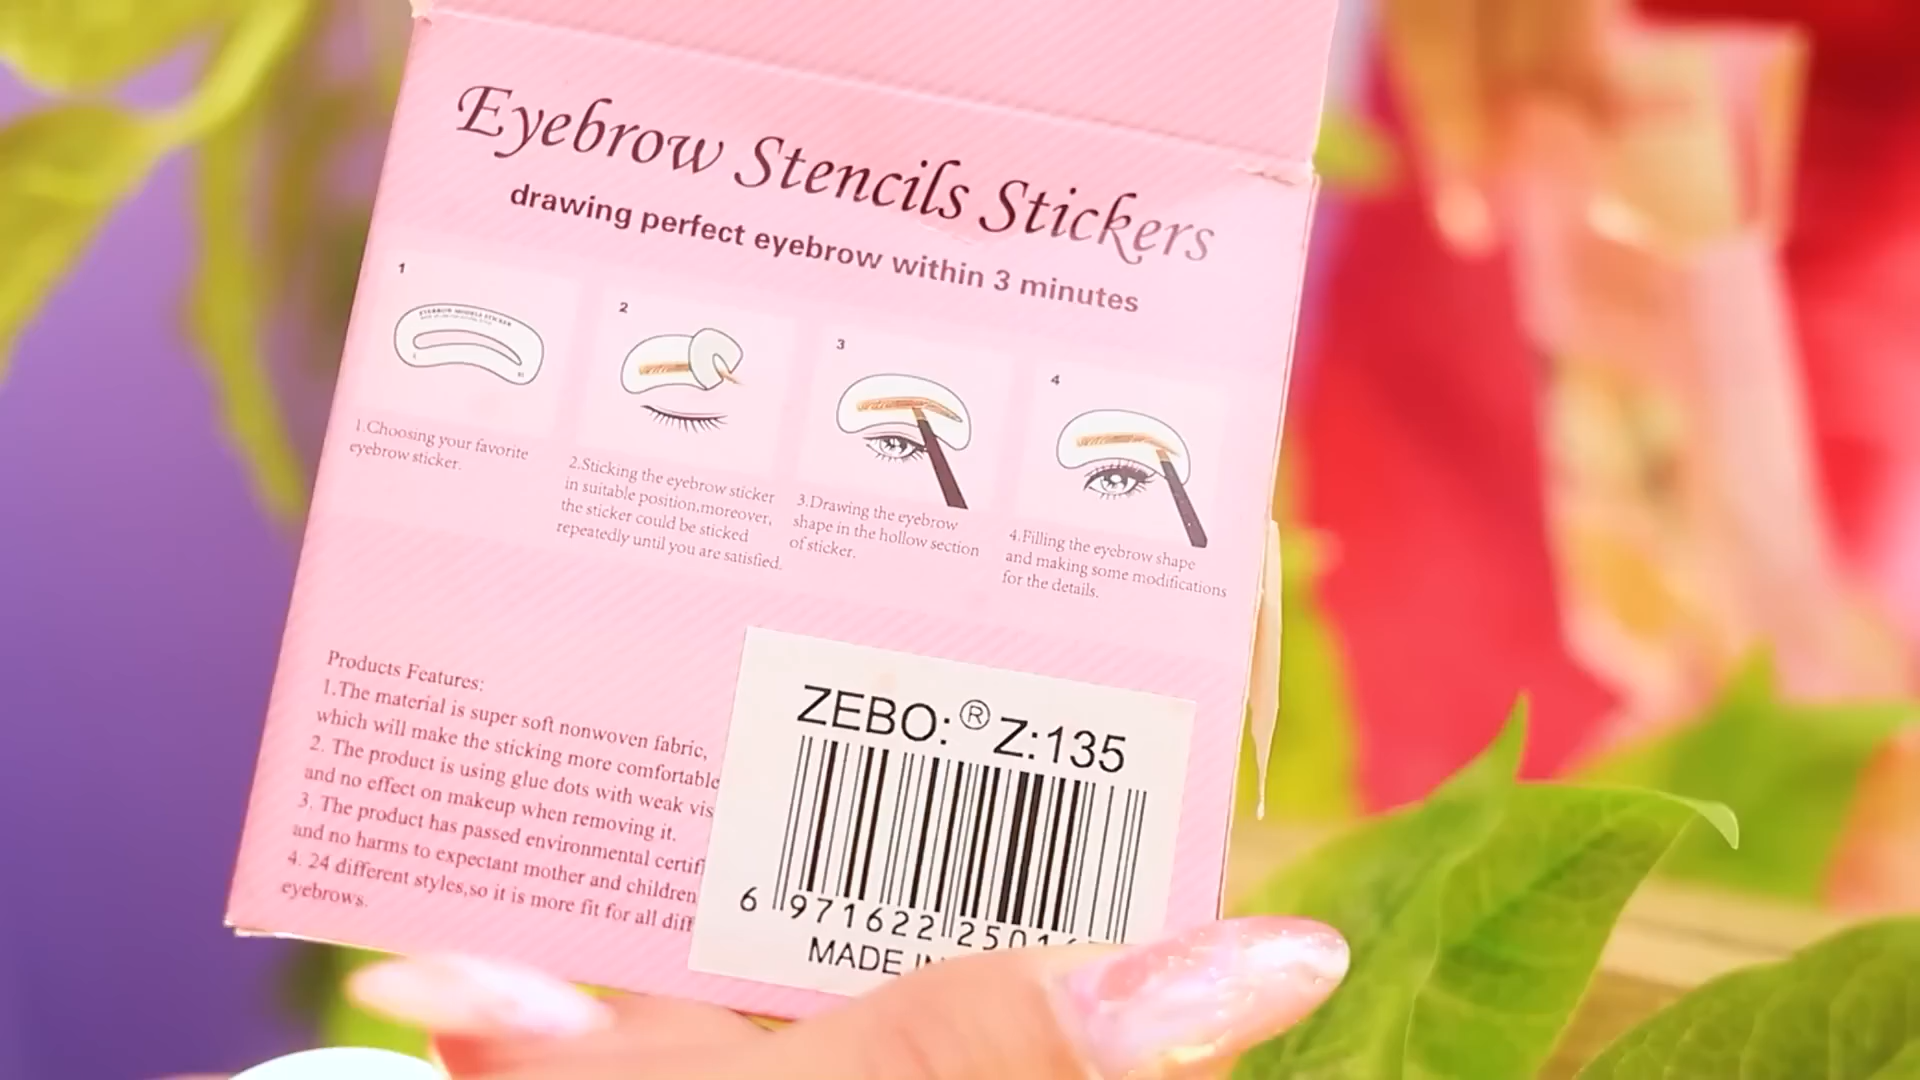 Eyebrow Stencils Stickers
drawing perfect eyebrow within 3 minutes
1
2
3
4
1.Choosing your favorite
eyebrow sticker.
2.Sticking the eyebrow sticker
in suitable position,moreover,
the sticker could be sticked
repeatedly until you are satisfied.
3.Drawing the eyebrow
shape in the hollow section
of sticker.
4.Filling the eyebrow shape
and making some modifications
for the details.
Products Features:
1.The material is super soft nonwoven fabric,
which will make the sticking more comfortable
2. The product is using glue dots with weak vis
and no effect on makeup when removing it.
3. The product has passed environmental certif
and no harms to expectant mother and children
4. 24 different styles,so it is more fit for all diff
eyebrows.
ZEBO:® Z:135
6 971622 2501
MADE IN